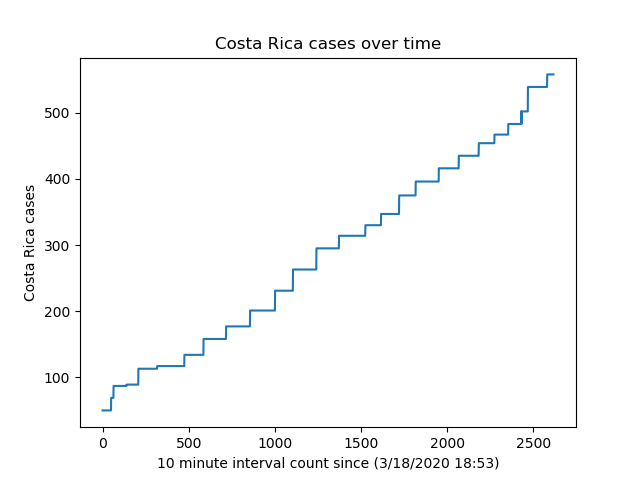 Costa Rica cases over time
Costa Rica cases
500
400
300
200
100
0 500 1000 1500 2000 2500
10 minute interval count since (3/18/2020 18:53)